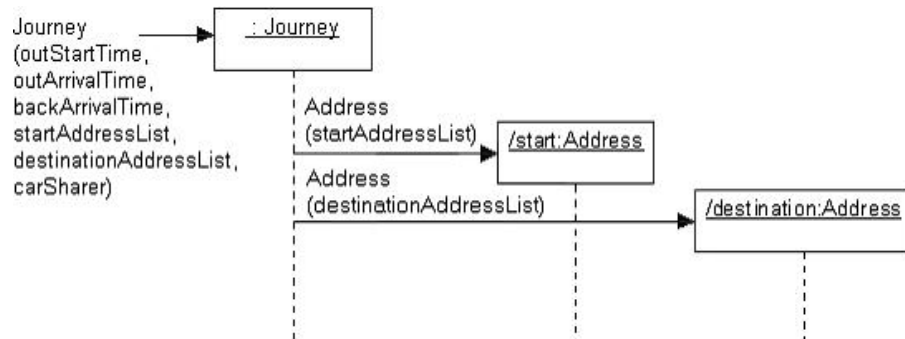 Journey
(outStartTime,
outArrivalTime,
backArrivalTime,
startAddressList,
destinationAddressList,
carSharer)
: Journey
Address
(startAddressList)
/start:Address
Address
(destinationAddressList)
/destination:Address